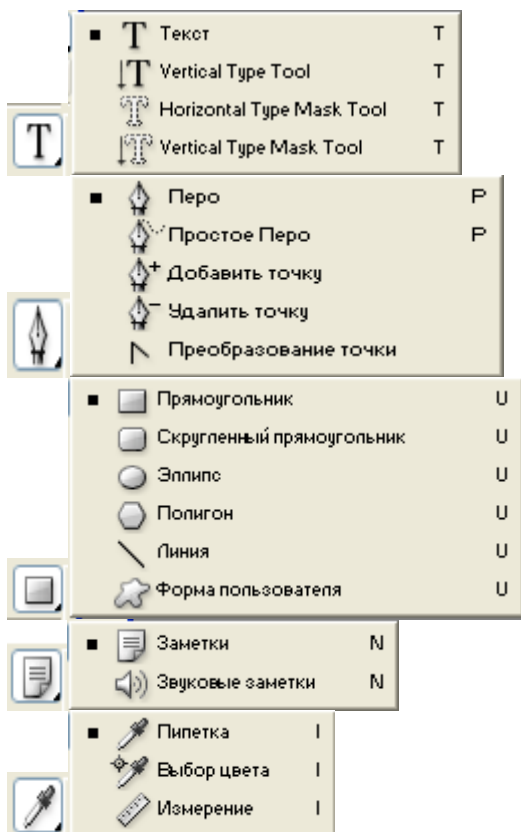 Текст T
Vertical Type Tool T
Horizontal Type Mask Tool T
Vertical Type Mask Tool T
Перо P
Простое Перо P
Добавить точку
Удалить точку
Преобразование точки
Прямоугольник U
Скругленный прямоугольник U
Эллипс U
Полигон U
Линия U
Форма пользователя U
Заметки N
Звуковые заметки N
Пипетка I
Выбор цвета I
Измерение I